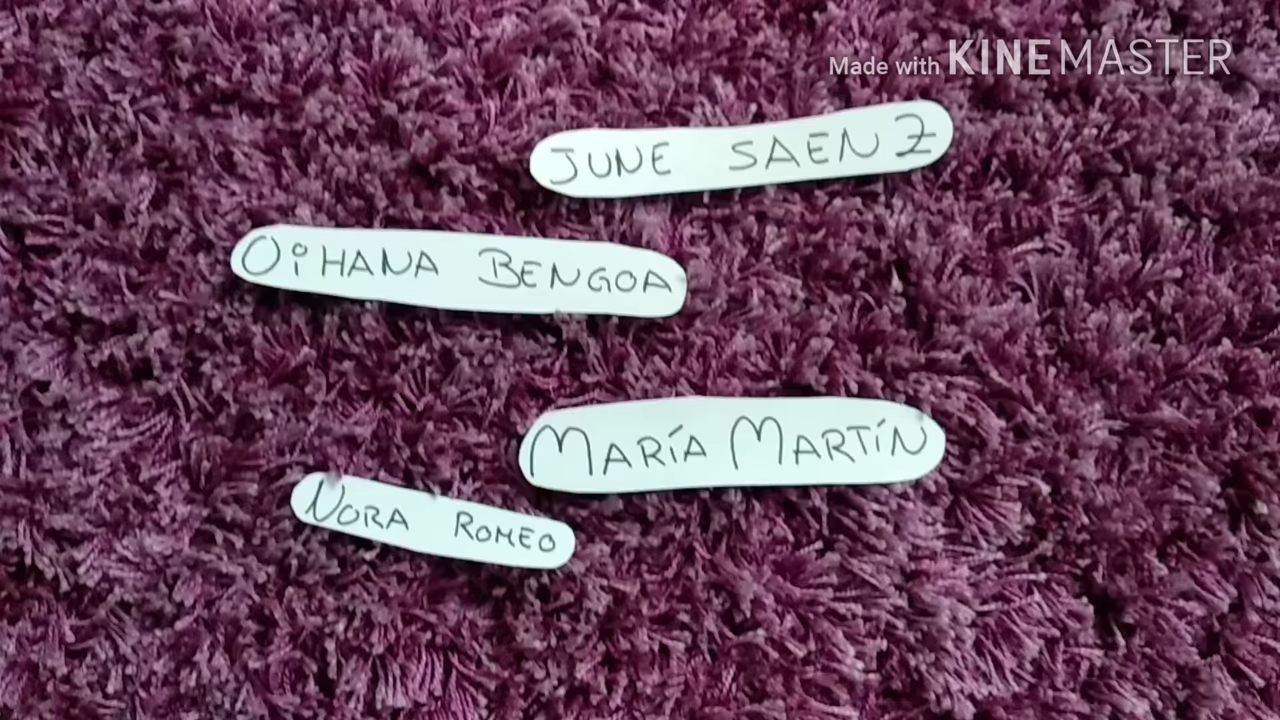 Made with KINEMASTER
JUNE SAENZ
OiHANA BENGOA
MARÍA MARTÍN
NORA ROMEO